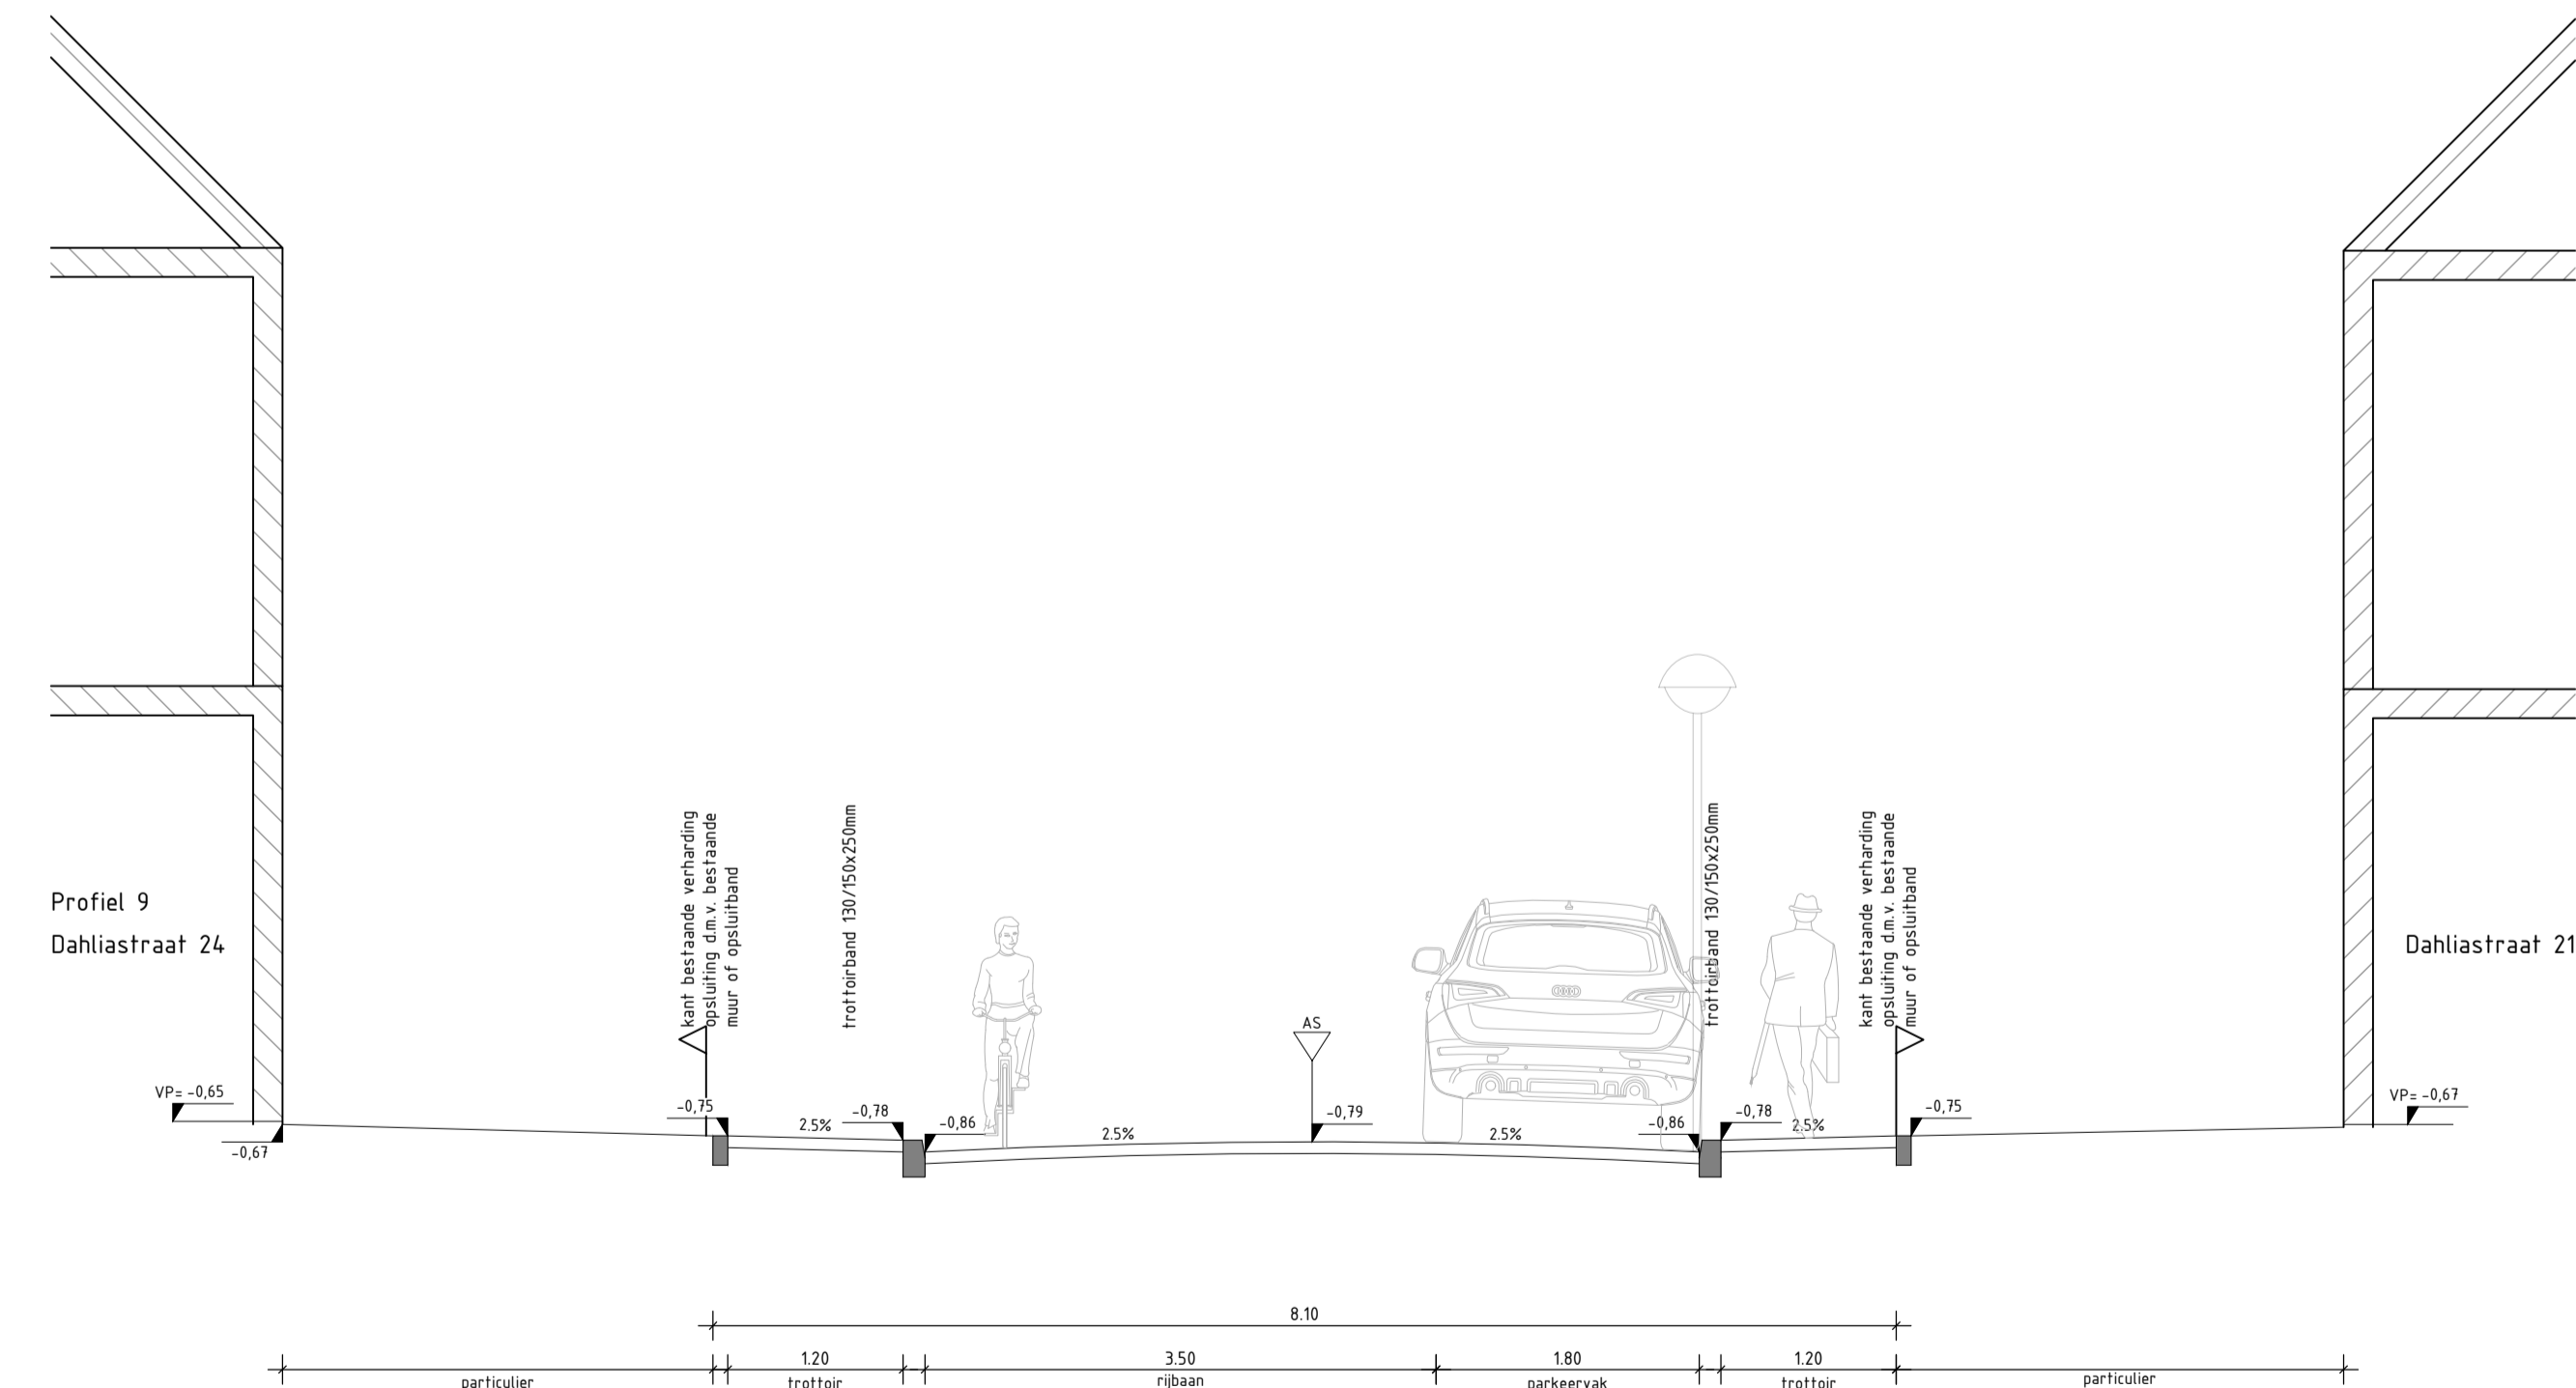 kant bestaande verharding
opsluiting d.m.v. bestaande
muur of opsluitband
trottoirband 130/150x250mm
trottoirband 130/150x250mm
kant bestaande verharding
opsluiting d.m.v. bestaande
muur of opsluitband
Profiel 9
Dahliastraat 24
Dahliastraat 21
AS
VP= -0,65
-0,67
-0,75
2.5%
-0,78
-0,86
2.5%
-0,79
2.5%
-0,86
-0,78
2.5%
-0,75
VP= -0,67
8.10
1.20
3.50
1.80
1.20
particulier
trottoir
rijbaan
parkeervak
trottoir
particulier